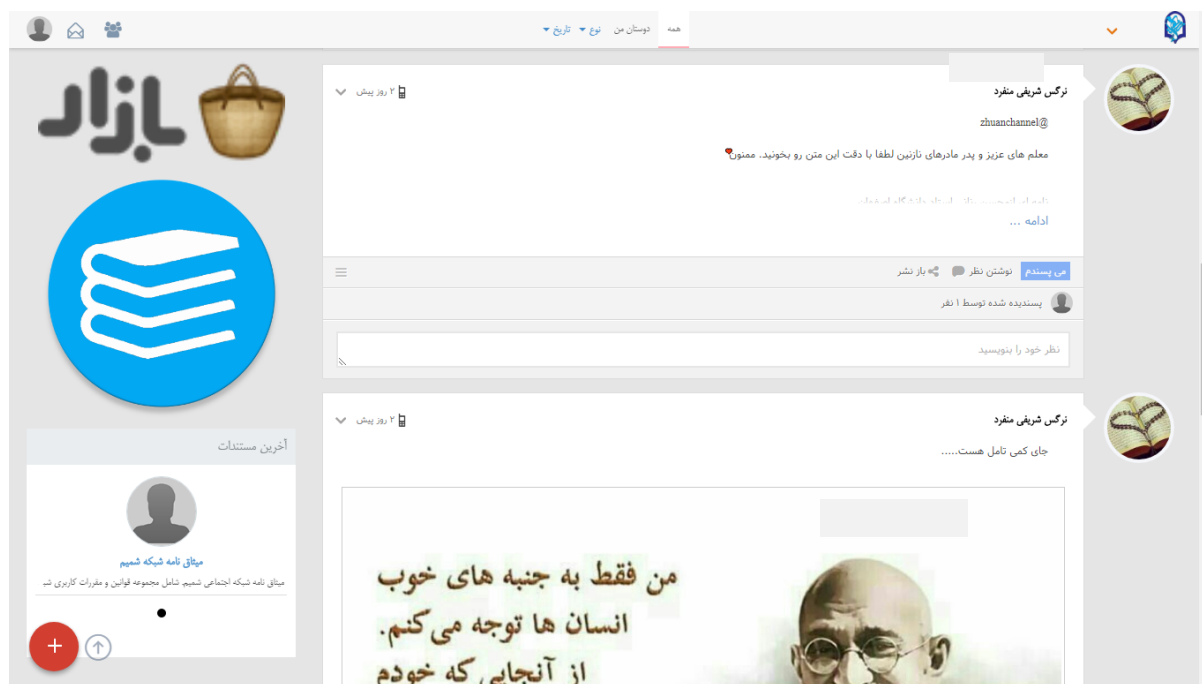 همه
دوستان من
نوع
تاریخ
نرگس شریفی منفرد
۲ روز پیش
@zhuanchannel
معلم های عزیز و پدر مادرهای نازنین لطفا با دقت این متن رو بخونید. ممنون
ادامه ...
می پسندم نوشتن نظر باز نشر
پسندیده شده توسط ۱ نفر
نظر خود را بنویسید
نرگس شریفی منفرد
۲ روز پیش
جای کمی تامل هست.....
من فقط به جنبه های خوب
انسان ها توجه می کنم.
از آنجایی که خودم
بازار
آخرین مستندات
میثاق نامه شبکه شمیم
میثاق نامه شبکه اجتماعی شمیم، شامل مجموعه قوانین و مقررات کاربری